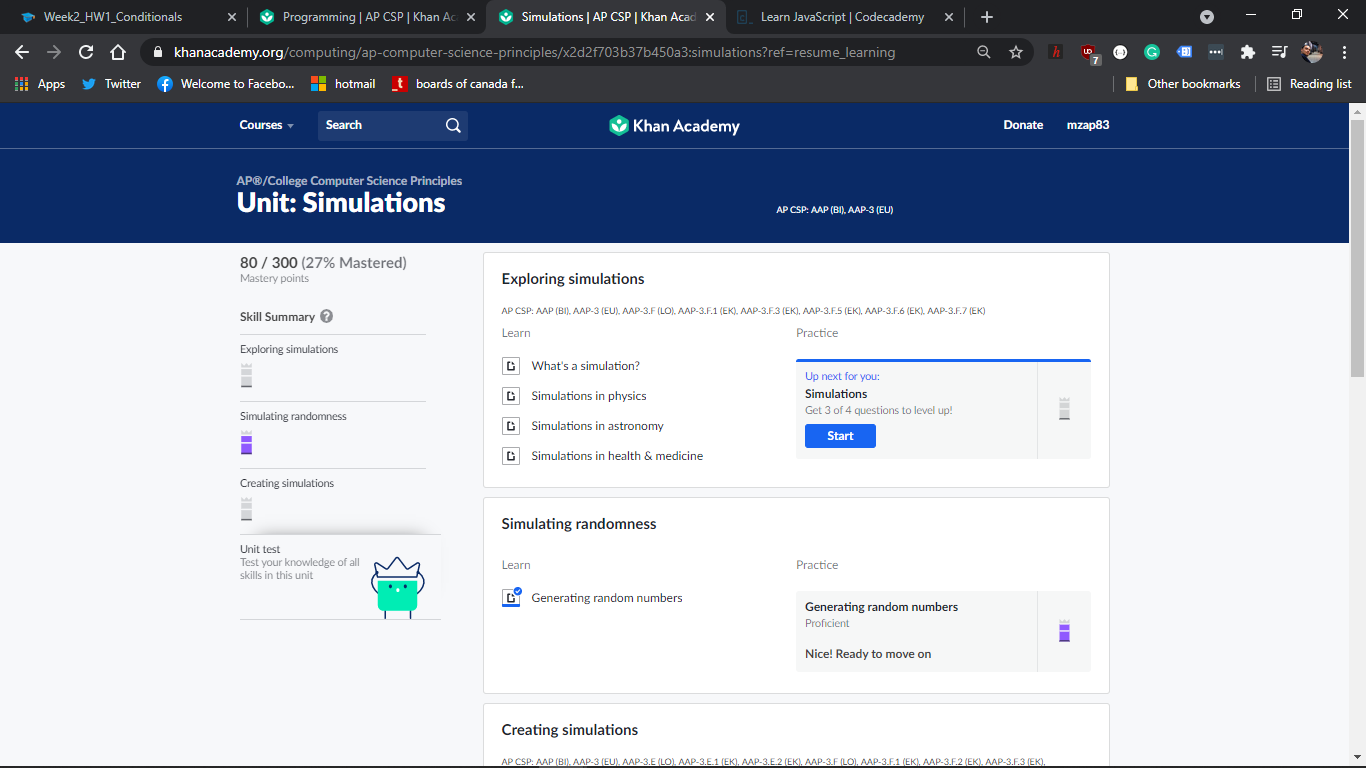 Week2_HW1_Conditionals
Programming | AP CSP | Khan Ac
Simulations | AP CSP | Khan Acad
Learn JavaScript | Codecademy
khanacademy.org/computing/ap-computer-science-principles/x2d2f703b37b450a3:simulations?ref=resume_learning
7
Apps
Twitter
Welcome to Facebo...
hotmail
boards of canada f...
Other bookmarks
Reading list
Courses
Search
Khan Academy
Donate
mzap83
AP®/College Computer Science Principles
Unit: Simulations
AP CSP: AAP (BI), AAP-3 (EU)
80 / 300 (27% Mastered)
Mastery points
Skill Summary ?
Exploring simulations
Simulating randomness
Creating simulations
Unit test
Test your knowledge of all
skills in this unit
Exploring simulations
AP CSP: AAP (BI), AAP-3 (EU), AAP-3.F (LO), AAP-3.F.1 (EK), AAP-3.F.3 (EK), AAP-3.F.5 (EK), AAP-3.F.6 (EK), AAP-3.F.7 (EK)
Learn
What's a simulation?
Simulations in physics
Simulations in astronomy
Simulations in health & medicine
Practice
Up next for you:
Simulations
Get 3 of 4 questions to level up!
Start
Simulating randomness
Learn
Generating random numbers
Practice
Generating random numbers
Proficient
Nice! Ready to move on
Creating simulations
AP CSP: AAP (BI), AAP-3 (EU), AAP-3.E (LO), AAP-3.E.1 (EK), AAP-3.E.2 (EK), AAP-3.F (LO), AAP-3.F.1 (EK), AAP-3.F.2 (EK), AAP-3.F.3 (EK),